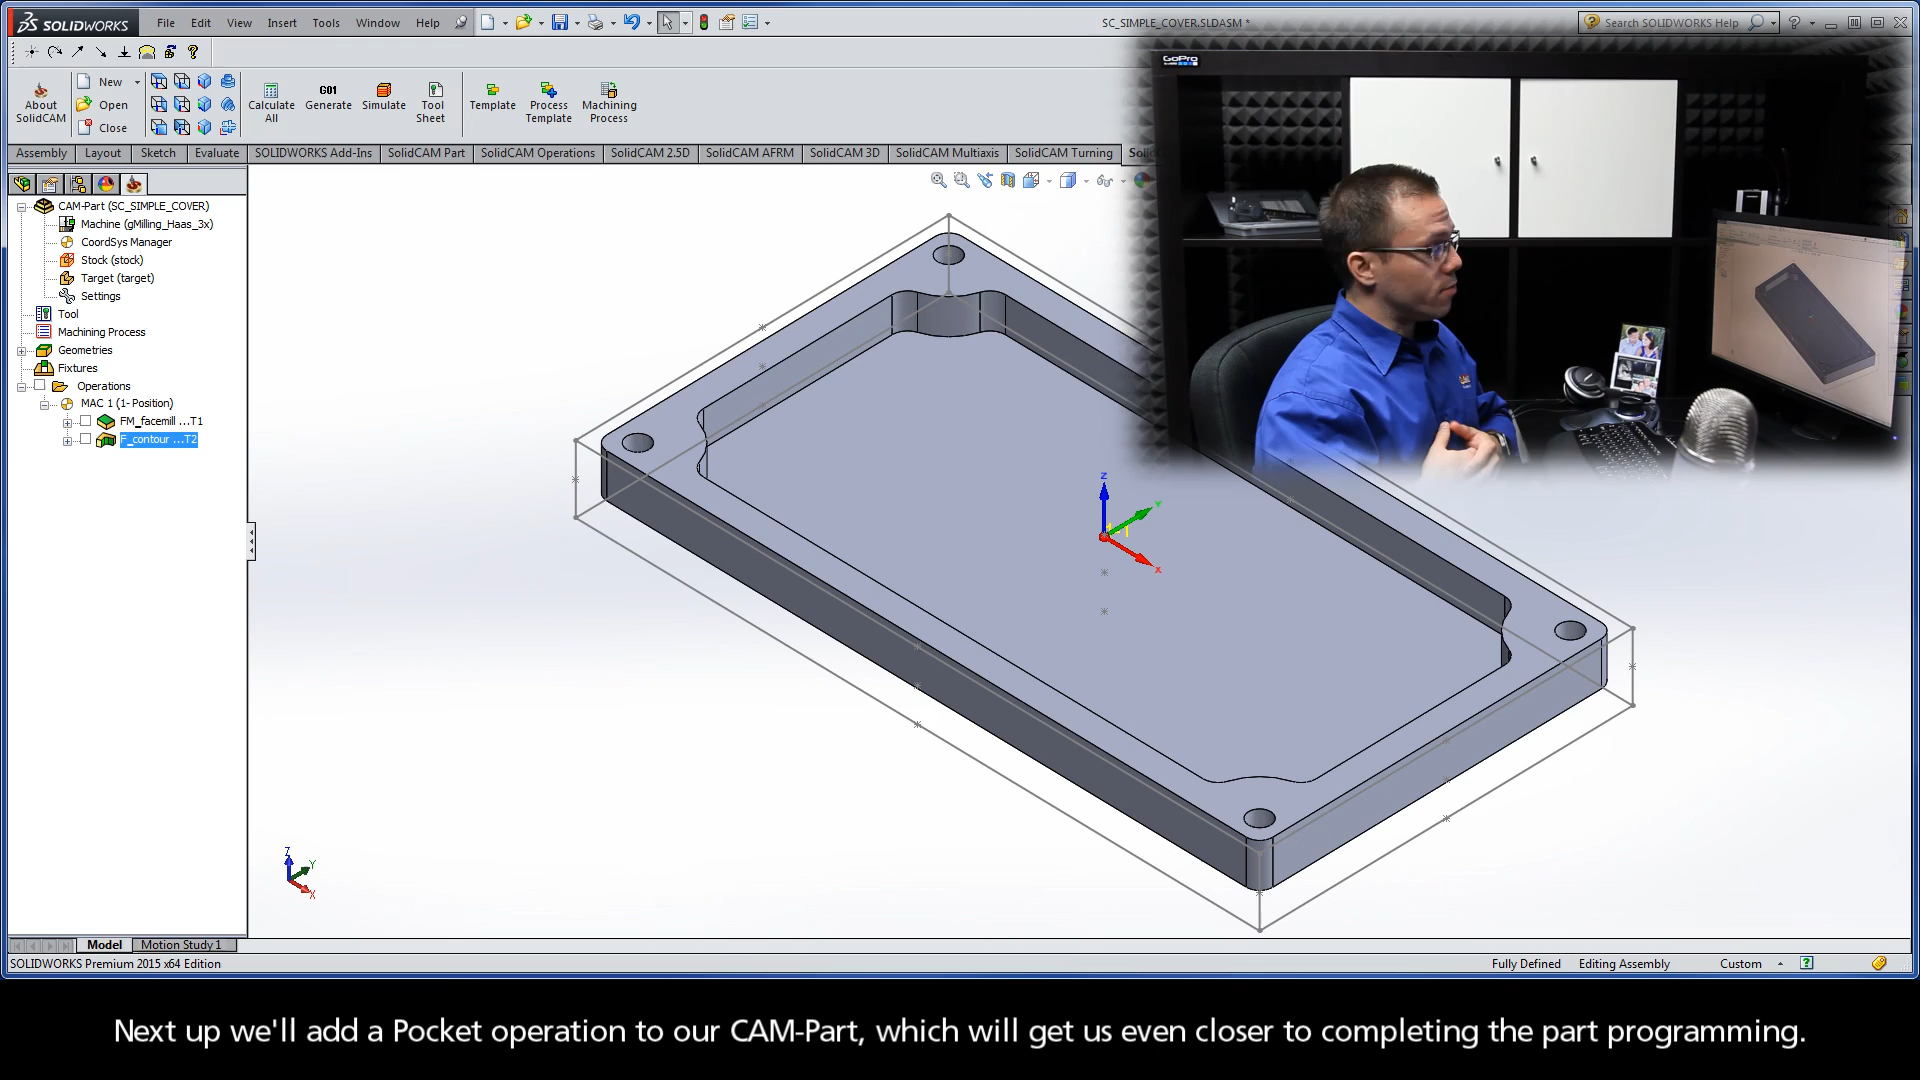 SOLIDWORKS File Edit View Insert Tools Window Help SC_SIMPLE_COVER.SLDASM * Search SOLIDWORKS Help
About SolidCAM
New
Open
Close
Calculate All
G01 Generate
Simulate
Tool Sheet
Template
Process Template
Machining Process
Assembly Layout Sketch Evaluate SOLIDWORKS Add-Ins SolidCAM Part SolidCAM Operations SolidCAM 2.5D SolidCAM AFRM SolidCAM 3D SolidCAM Multiaxis SolidCAM Turning
GoPro
CAM-Part (SC_SIMPLE_COVER)
Machine (gMilling_Haas_3x)
CoordSys Manager
Stock (stock)
Target (target)
Settings
Tool
Machining Process
Geometries
Fixtures
Operations
MAC 1 (1- Position)
FM_facemill ...T1
F_contour ...T2
Z
Y
X
Z
Y
X
Model Motion Study 1
SOLIDWORKS Premium 2015 x64 Edition Fully Defined Editing Assembly Custom
Next up we'll add a Pocket operation to our CAM-Part, which will get us even closer to completing the part programming.